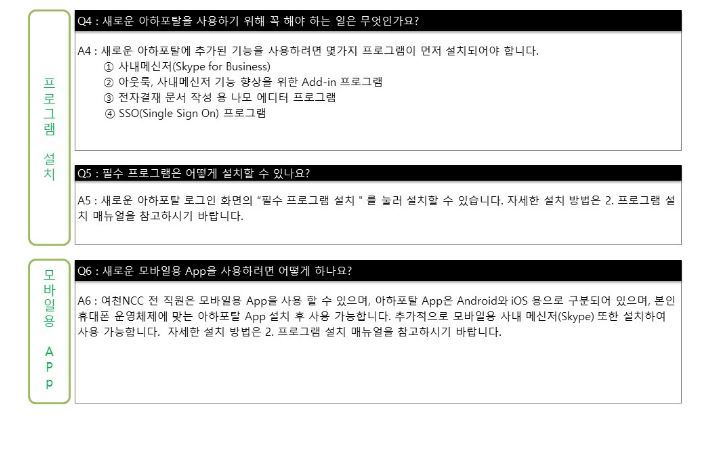 프로그램 설치
Q4 : 새로운 아하포탈을 사용하기 위해 꼭 해야 하는 일은 무엇인가요?
A4 : 새로운 아하포탈에 추가된 기능을 사용하려면 몇가지 프로그램이 먼저 설치되어야 합니다.
① 사내메신저(Skype for Business)
② 아웃룩, 사내메신저 기능 향상을 위한 Add-in 프로그램
③ 전자결재 문서 작성 용 나모 에디터 프로그램
④ SSO(Single Sign On) 프로그램
Q5 : 필수 프로그램은 어떻게 설치할 수 있나요?
A5 : 새로운 아하포탈 로그인 화면의 "필수 프로그램 설치 " 를 눌러 설치할 수 있습니다. 자세한 설치 방법은 2. 프로그램 설
치 매뉴얼을 참고하시기 바랍니다.
모바일용 APP
Q6 : 새로운 모바일용 App을 사용하려면 어떻게 하나요?
A6 : 여천NCC 전 직원은 모바일용 App을 사용 할 수 있으며, 아하포탈 App은 Android와 iOS 용으로 구분되어 있으며, 본인
휴대폰 운영체제에 맞는 아하포탈 App 설치 후 사용 가능합니다. 추가적으로 모바일용 사내 메신저(Skype) 또한 설치하여
사용 가능합니다. 자세한 설치 방법은 2. 프로그램 설치 매뉴얼을 참고하시기 바랍니다.